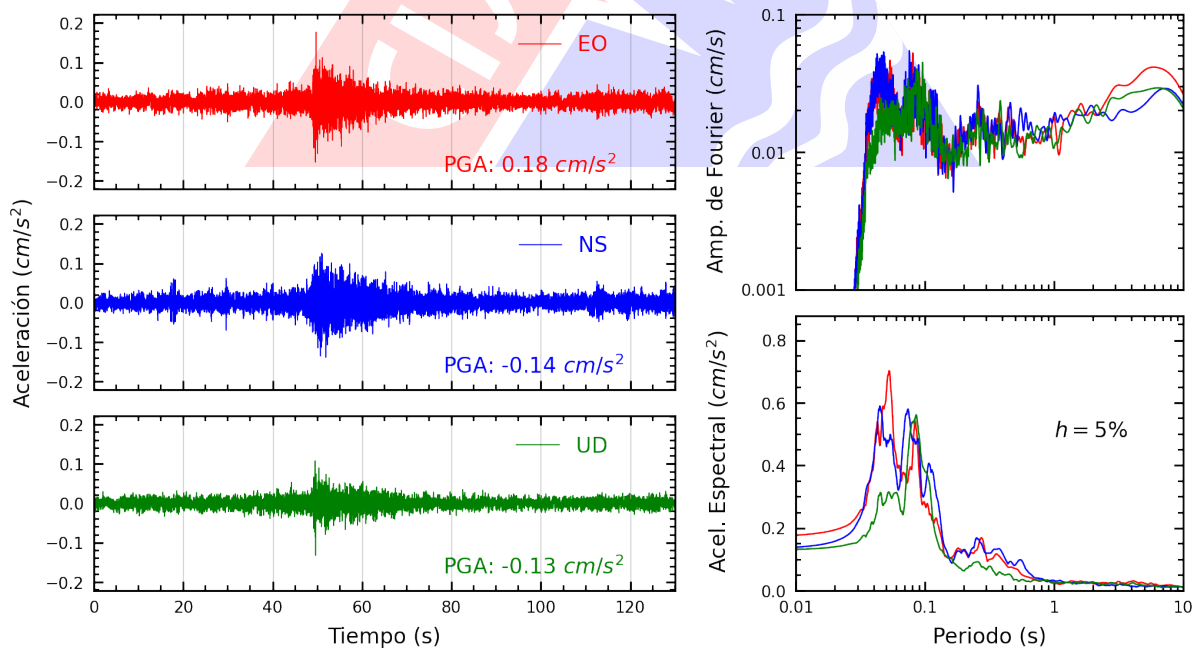 Aceleración (cm/s²)
0.2
0.1
0.0
−0.1
−0.2
EO
PGA: 0.18 cm/s²
0.2
0.1
0.0
−0.1
−0.2
NS
PGA: -0.14 cm/s²
0.2
0.1
0.0
−0.1
−0.2
UD
PGA: -0.13 cm/s²
0 20 40 60 80 100 120
Tiempo (s)
Amp. de Fourier (cm/s)
0.1
0.01
0.001
Acel. Espectral (cm/s²)
0.8
0.6
0.4
0.2
0.0
h = 5%
0.01 0.1 1 10
Periodo (s)